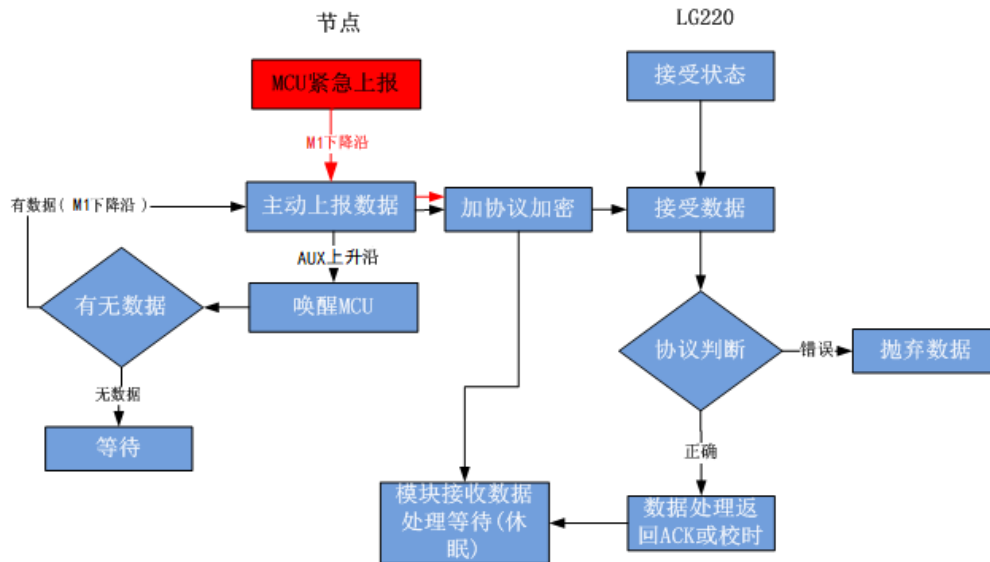 节点
LG220
MCU紧急上报
接受状态
M1下降沿
有数据( M1下降沿 )
主动上报数据
加协议加密
接受数据
AUX上升沿
有无数据
唤醒MCU
协议判断
错误
抛弃数据
无数据
等待
正确
模块接收数据
处理等待(休
眠)
数据处理返
回ACK或校时